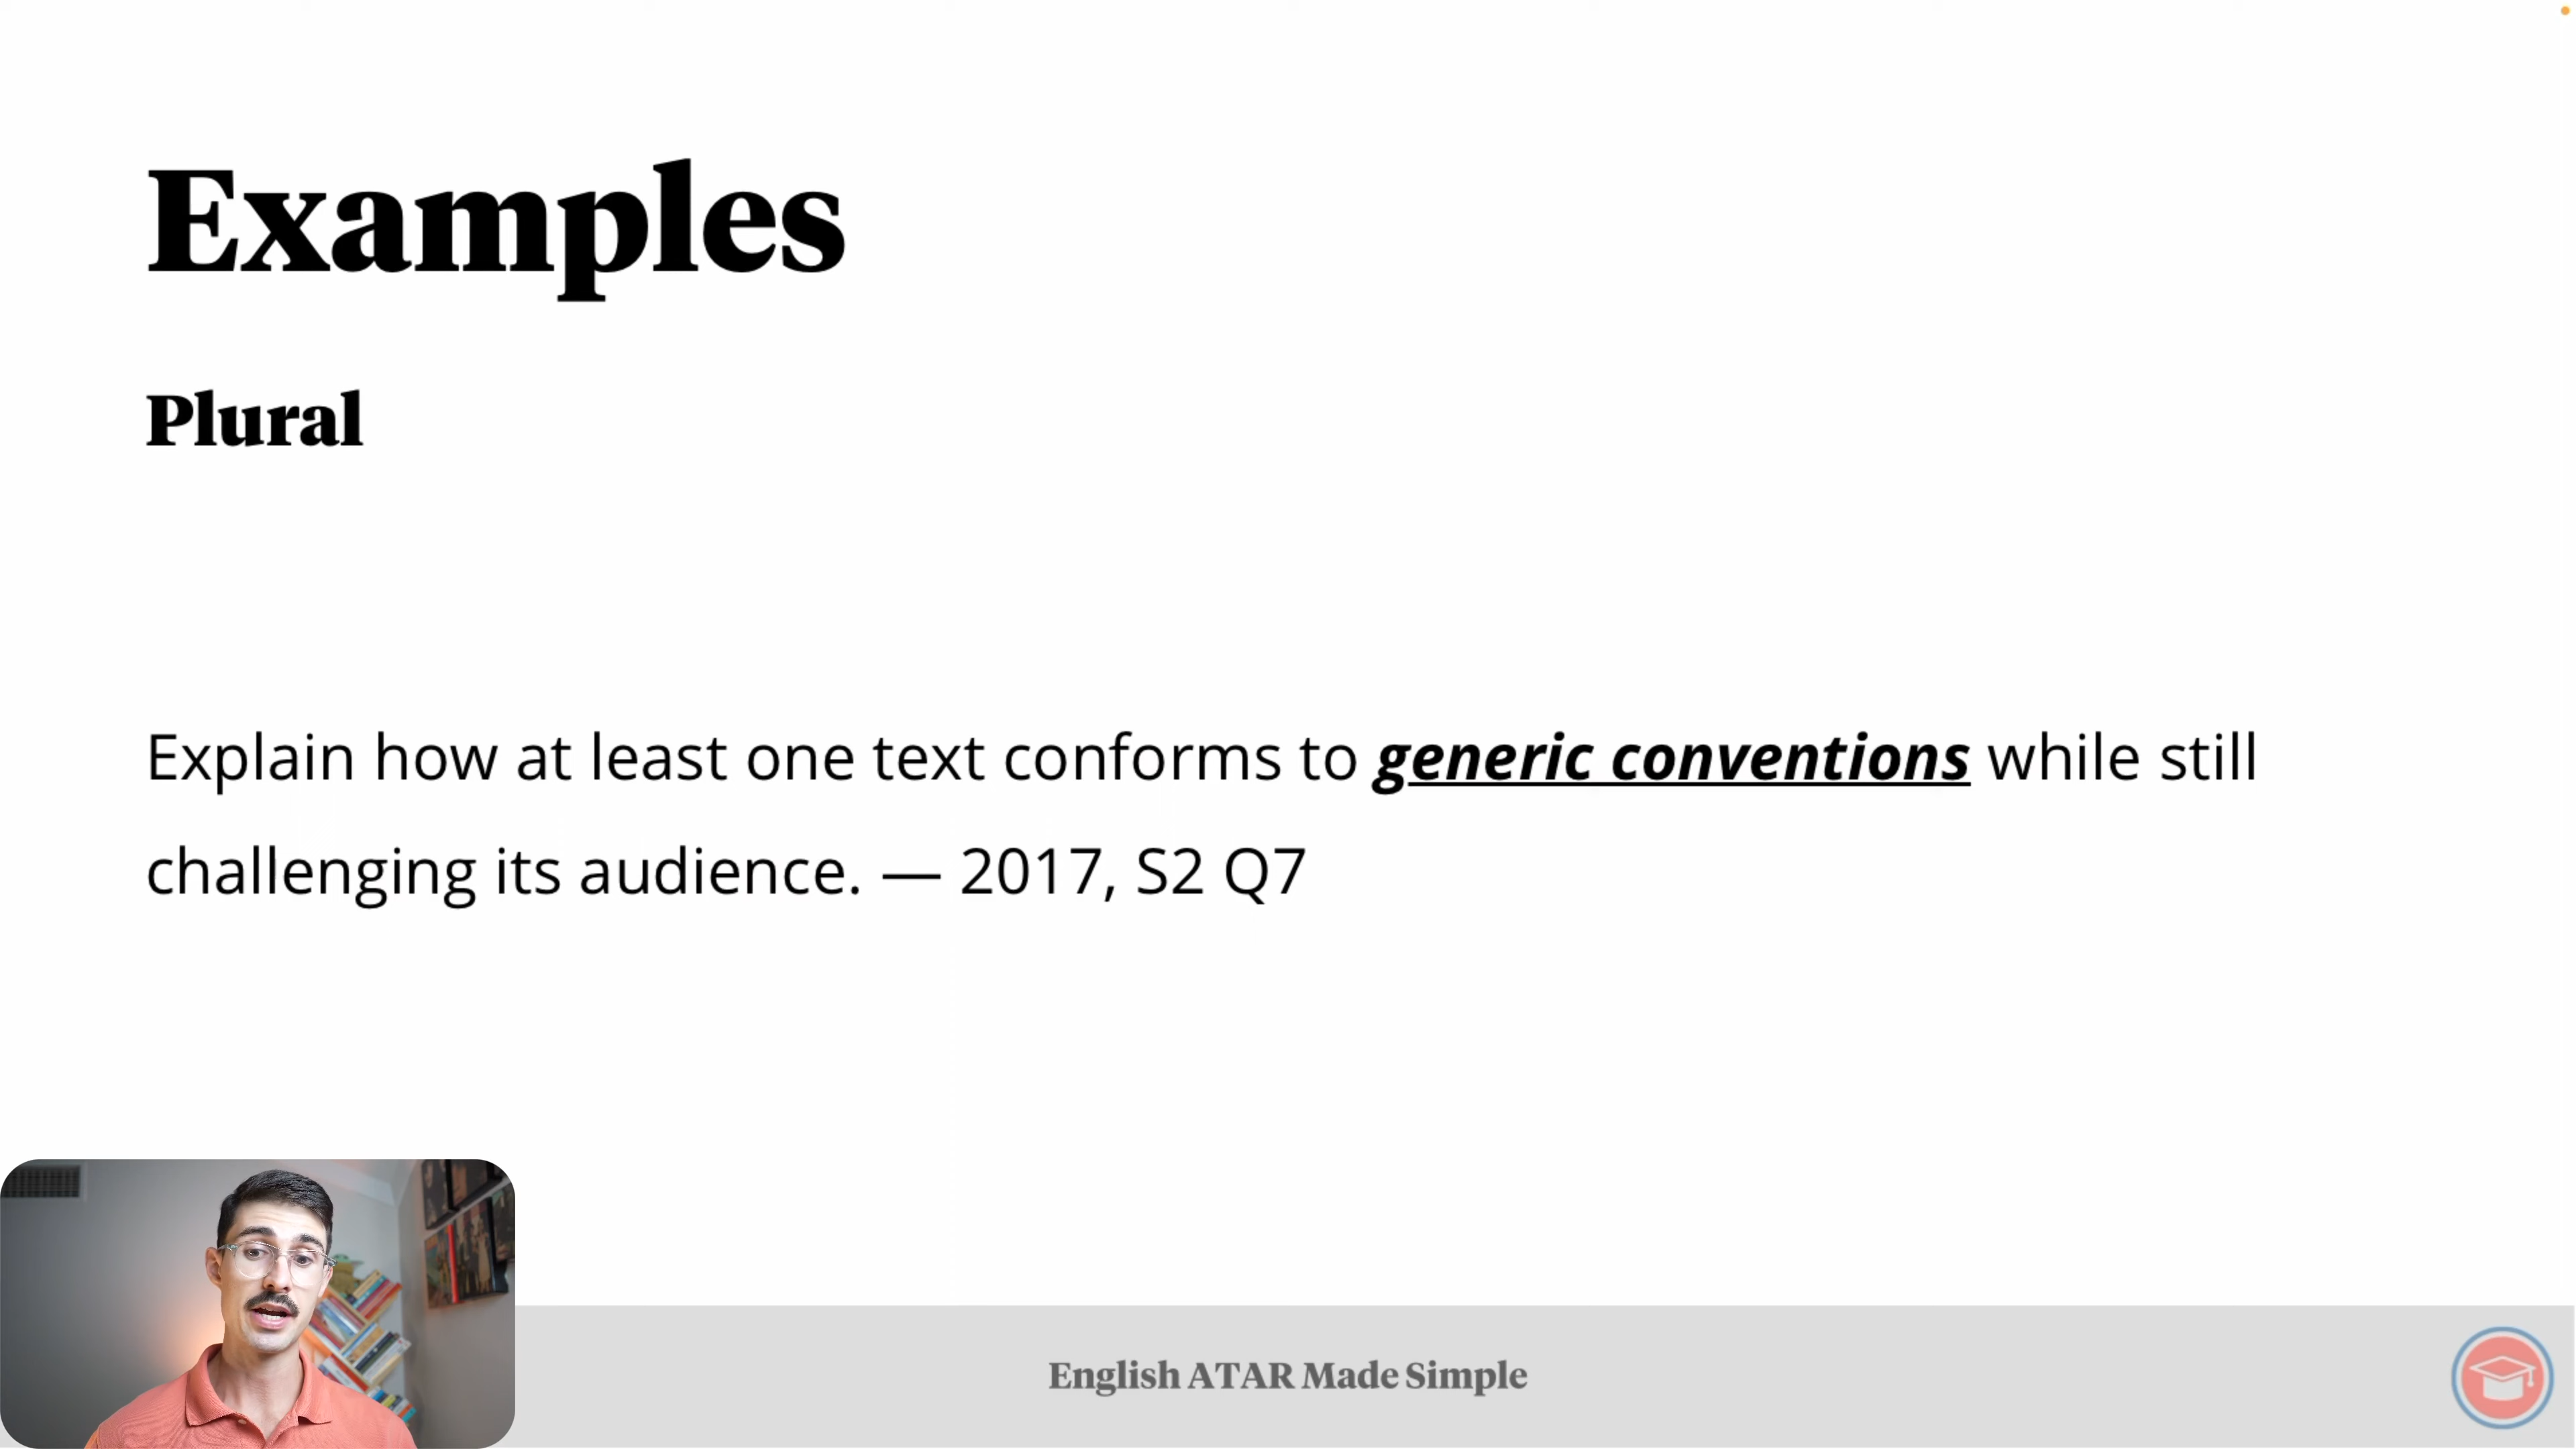 Examples
Plural
Explain how at least one text conforms to generic conventions while still
challenging its audience. — 2017, S2 Q7
English ATAR Made Simple